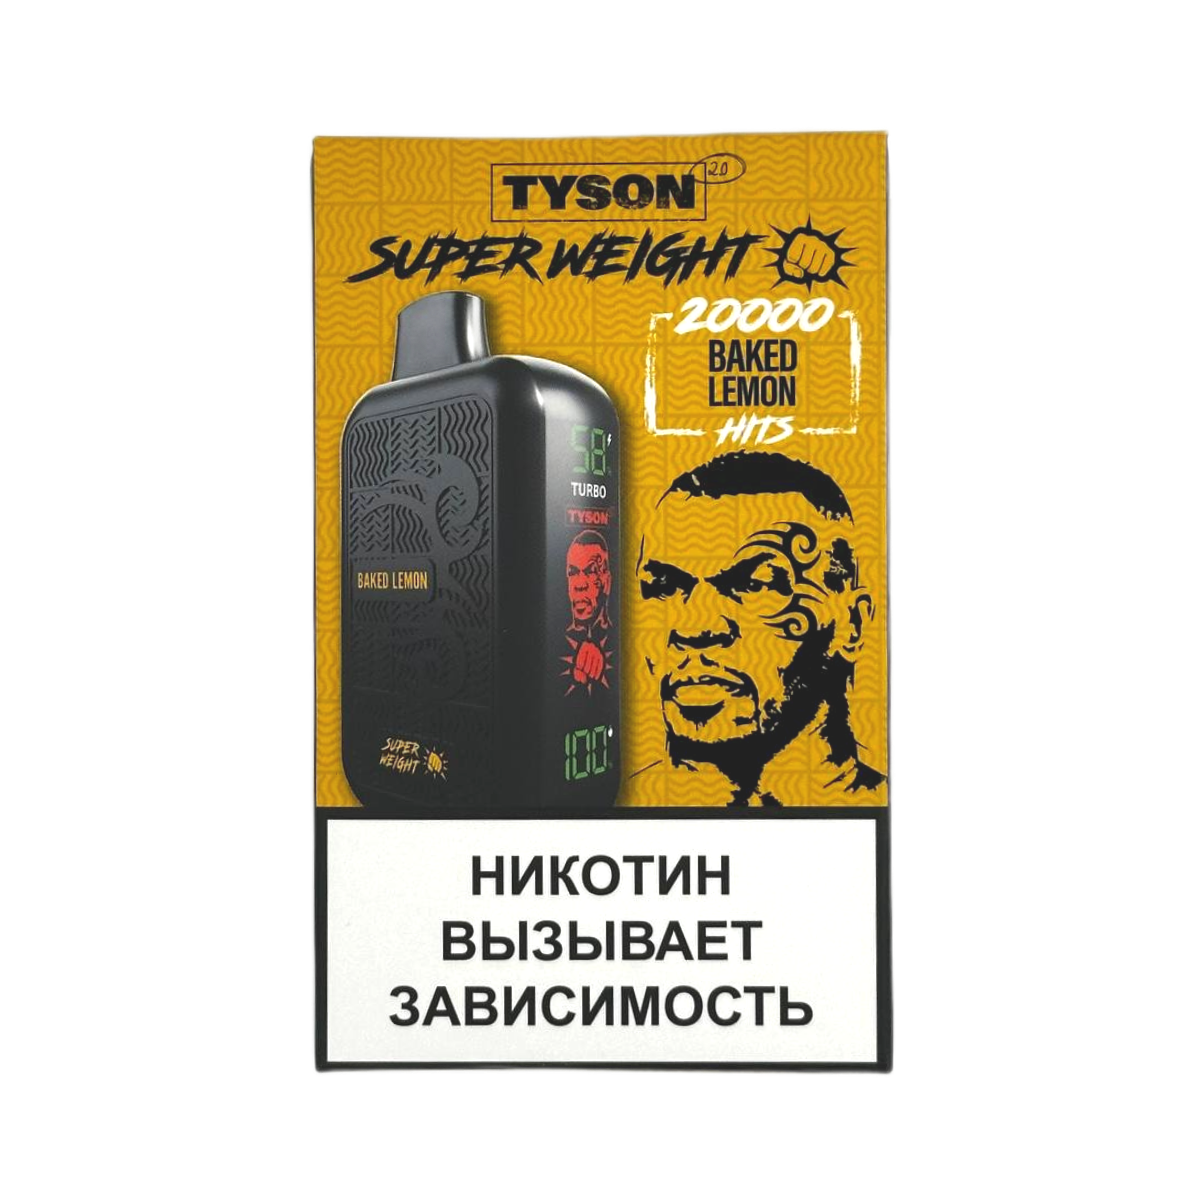 TYSON 2.0
SUPER WEIGHT
20000
BAKED
LEMON
HITS
58
TURBO
TYSON
BAKED LEMON
SUPER
WEIGHT
100
НИКОТИН
ВЫЗЫВАЕТ
ЗАВИСИМОСТЬ